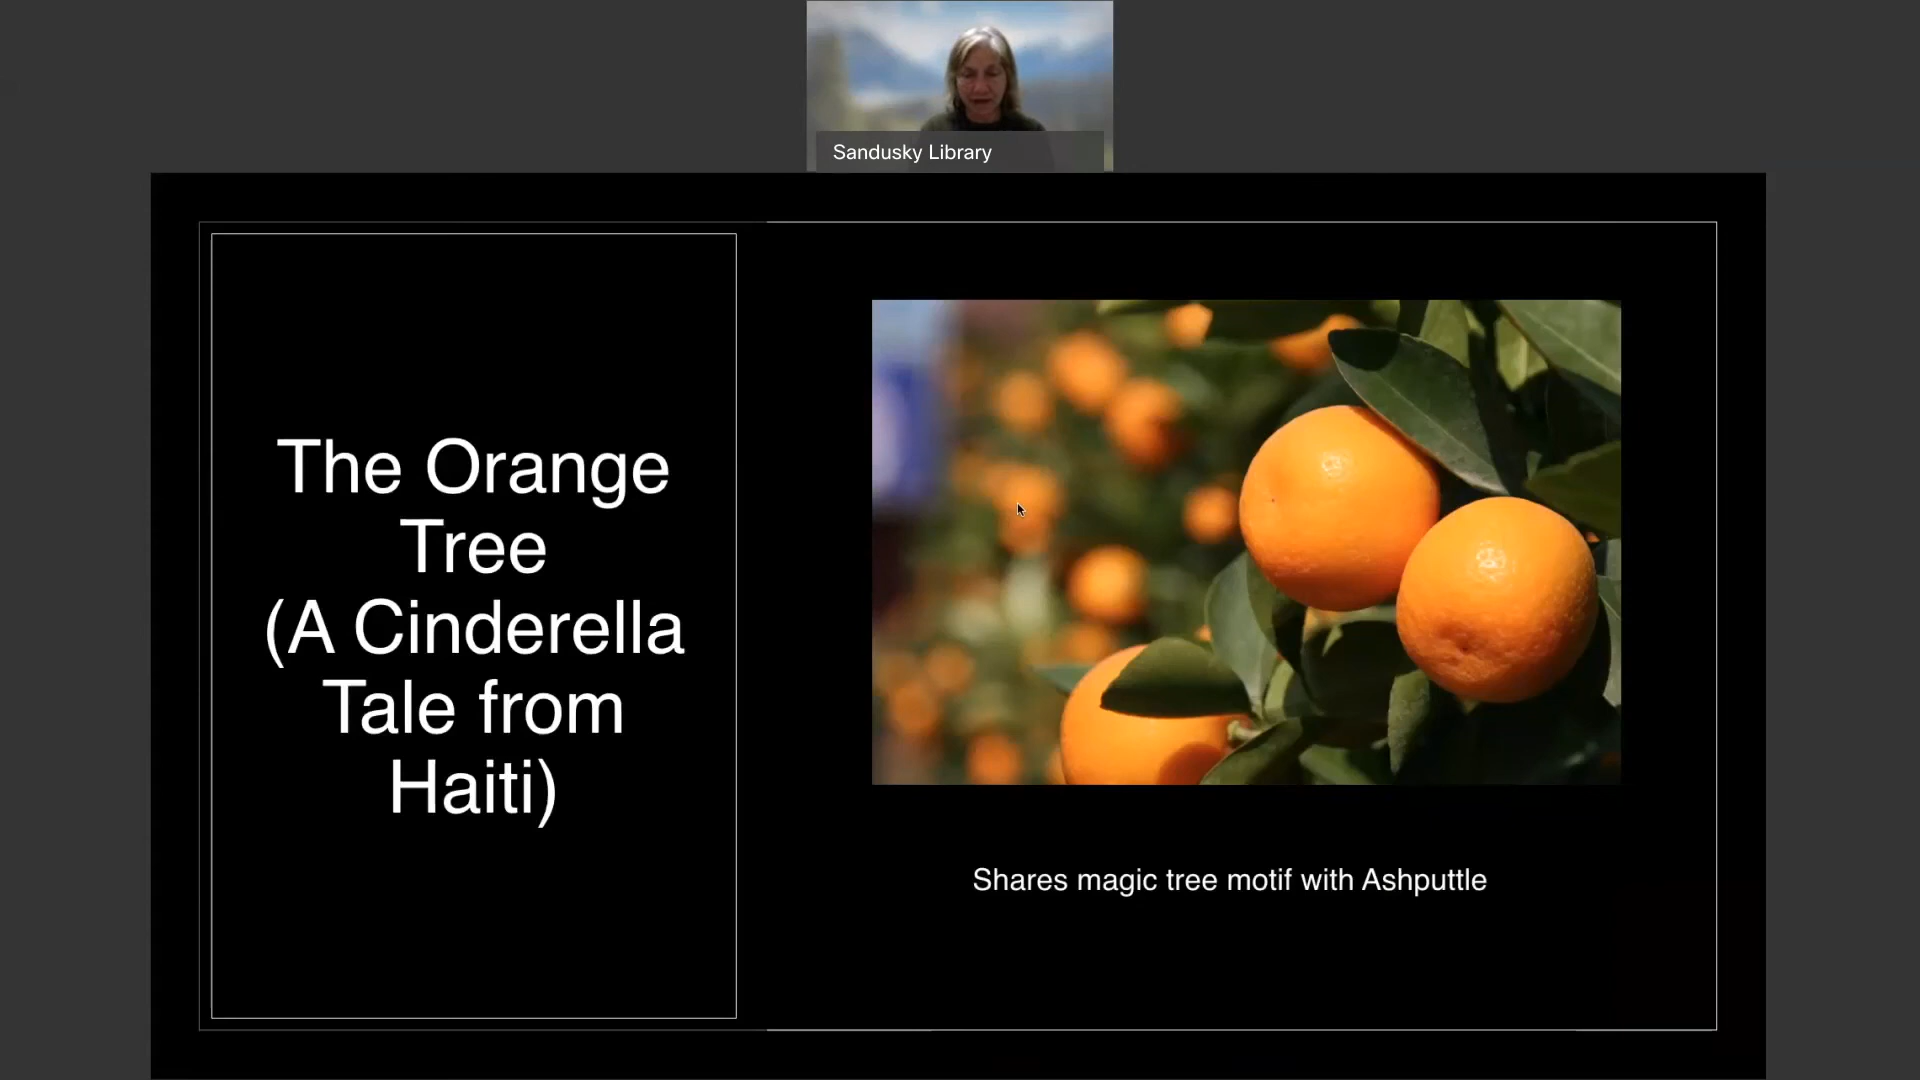 Sandusky Library
The Orange
Tree
(A Cinderella
Tale from
Haiti)
Shares magic tree motif with Ashputtle